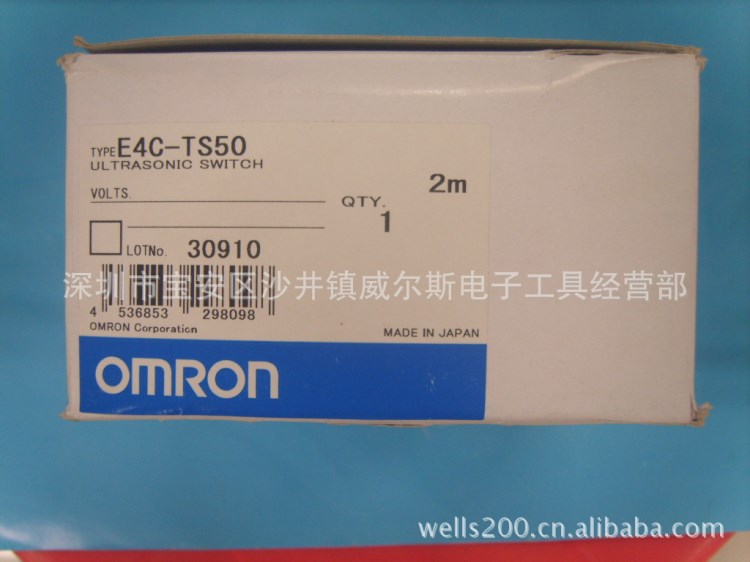 TYPE E4C-TS50
ULTRASONIC SWITCH
2m
VOLTS.
QTY.
1
LOTNo. 30910
深圳市宝安区沙井镇威尔斯电子工具经营部
4 536853 298098
OMRON Corporation
MADE IN JAPAN
OMRON
wells200.cn.alibaba.com